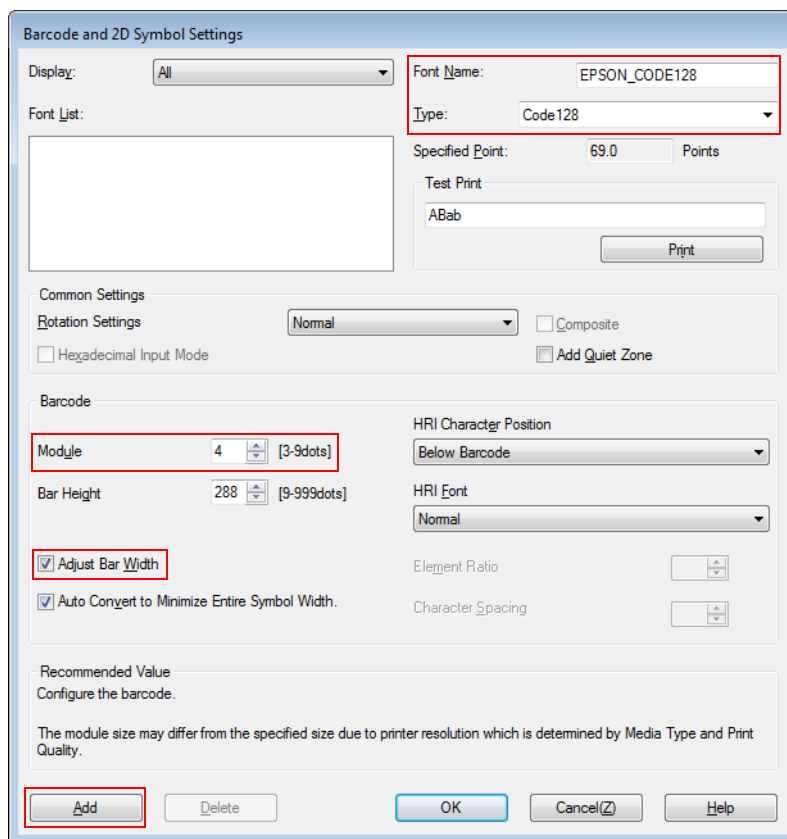 Barcode and 2D Symbol Settings
Display: All
Font Name: EPSON_CODE128
Font List:
Type: Code128
Specified Point: 69.0 Points
Test Print
ABab
Print
Common Settings
Rotation Settings Normal Composite
Hexadecimal Input Mode Add Quiet Zone
Barcode
HRI Character Position
Module 4 [3-9dots] Below Barcode
Bar Height 288 [9-999dots] HRI Font
Normal
Adjust Bar Width Element Ratio
Auto Convert to Minimize Entire Symbol Width. Character Spacing
Recommended Value
Configure the barcode.
The module size may differ from the specified size due to printer resolution which is determined by Media Type and Print
Quality.
Add Delete OK Cancel(Z) Help